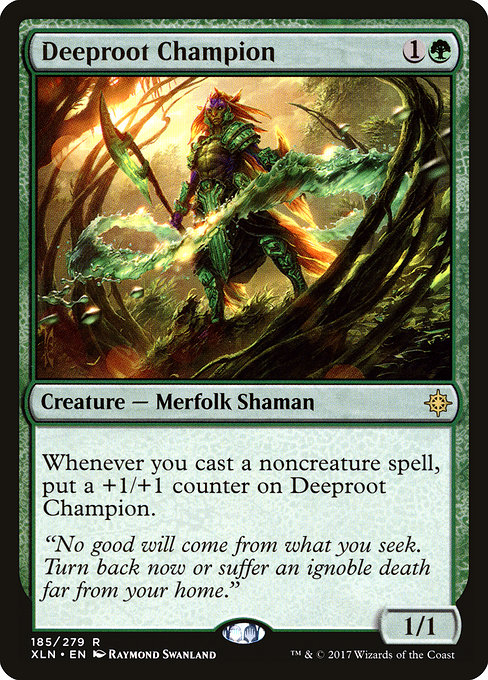 Deeproot Champion 1
Creature — Merfolk Shaman
Whenever you cast a noncreature spell,
put a +1/+1 counter on Deeproot
Champion.
“No good will come from what you seek.
Turn back now or suffer an ignoble death
far from your home.”
1/1
185/279 R
XLN • EN Raymond Swanland
™ & © 2017 Wizards of the Coast